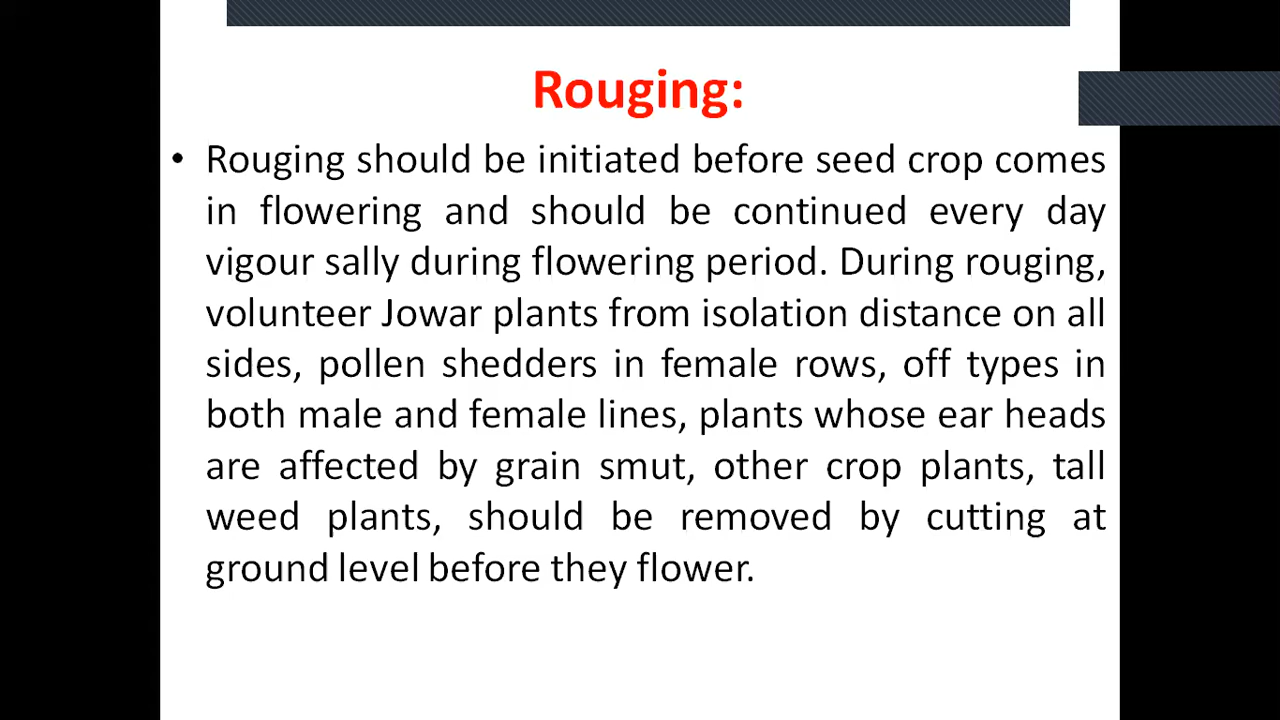 Rouging:
• Rouging should be initiated before seed crop comes
in flowering and should be continued every day
vigour sally during flowering period. During rouging,
volunteer Jowar plants from isolation distance on all
sides, pollen shedders in female rows, off types in
both male and female lines, plants whose ear heads
are affected by grain smut, other crop plants, tall
weed plants, should be removed by cutting at
ground level before they flower.